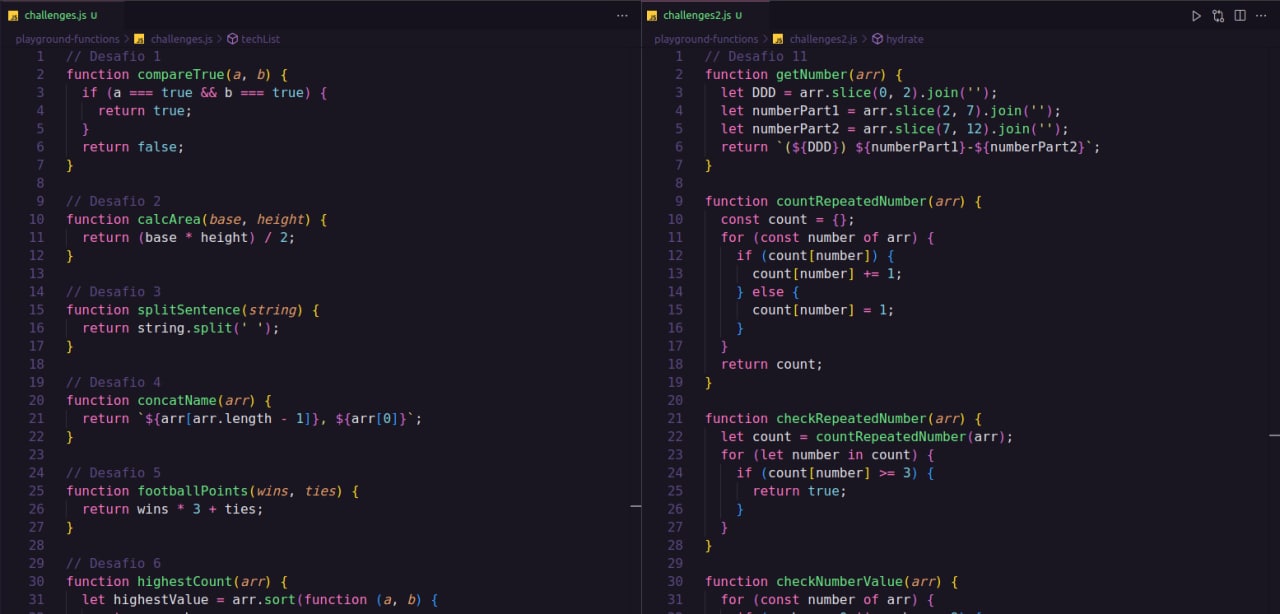 challenges.js U
playground-functions > challenges.js > techList
1 // Desafio 1
2 function compareTrue(a, b) {
3 if (a === true && b === true) {
4 return true;
5 }
6 return false;
7 }
8
9 // Desafio 2
10 function calcArea(base, height) {
11 return (base * height) / 2;
12 }
13
14 // Desafio 3
15 function splitSentence(string) {
16 return string.split(' ');
17 }
18
19 // Desafio 4
20 function concatName(arr) {
21 return `${arr[arr.length - 1]}, ${arr[0]}`;
22 }
23
24 // Desafio 5
25 function footballPoints(wins, ties) {
26 return wins * 3 + ties;
27 }
28
29 // Desafio 6
30 function highestCount(arr) {
31 let highestValue = arr.sort(function (a, b) {
challenges2.js U
playground-functions > challenges2.js > hydrate
1 // Desafio 11
2 function getNumber(arr) {
3 let DDD = arr.slice(0, 2).join('');
4 let numberPart1 = arr.slice(2, 7).join('');
5 let numberPart2 = arr.slice(7, 12).join('');
6 return `(${DDD}) ${numberPart1}-${numberPart2}`;
7 }
8
9 function countRepeatedNumber(arr) {
10 const count = {};
11 for (const number of arr) {
12 if (count[number]) {
13 count[number] += 1;
14 } else {
15 count[number] = 1;
16 }
17 }
18 return count;
19 }
20
21 function checkRepeatedNumber(arr) {
22 let count = countRepeatedNumber(arr);
23 for (let number in count) {
24 if (count[number] >= 3) {
25 return true;
26 }
27 }
28 }
29
30 function checkNumberValue(arr) {
31 for (const number of arr) {